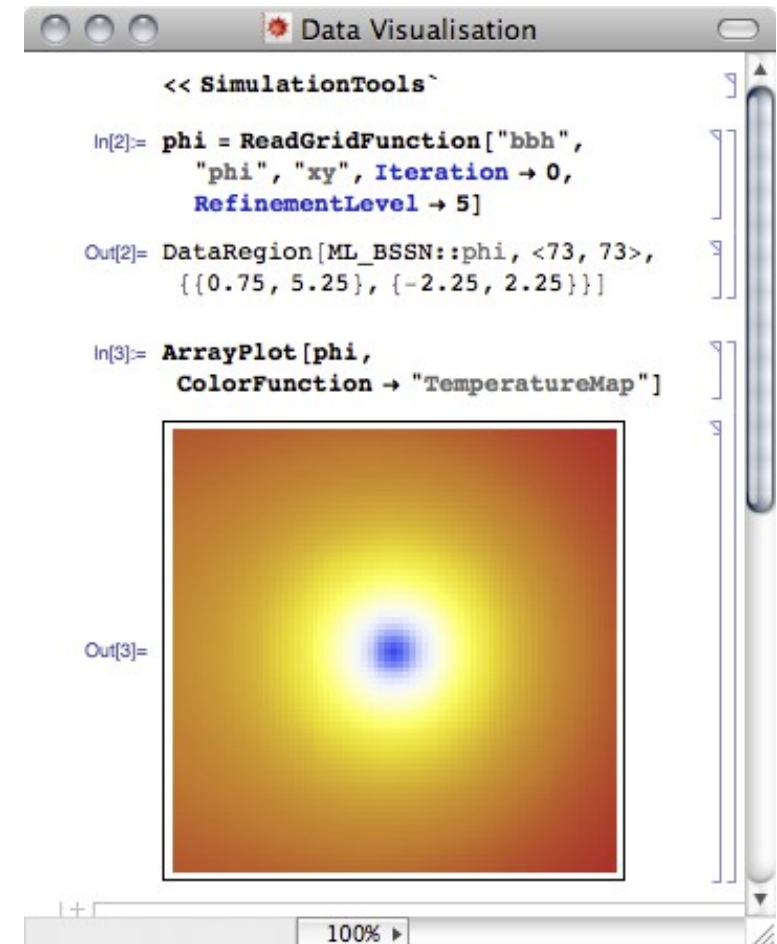 Data Visualisation
<< SimulationTools`
In[2]:= phi = ReadGridFunction["bbh",
"phi", "xy", Iteration → 0,
RefinementLevel → 5]
Out[2]= DataRegion[ML_BSSN::phi, <73, 73>,
{{0.75, 5.25}, {-2.25, 2.25}}]
In[3]:= ArrayPlot[phi,
ColorFunction → "TemperatureMap"]
Out[3]=
100%